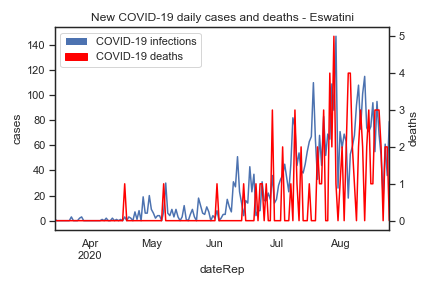 New COVID-19 daily cases and deaths - Eswatini
COVID-19 infections
COVID-19 deaths
140
120
100
80
60
40
20
0
cases
5
4
3
2
1
0
deaths
Apr
2020
May
Jun
Jul
Aug
dateRep